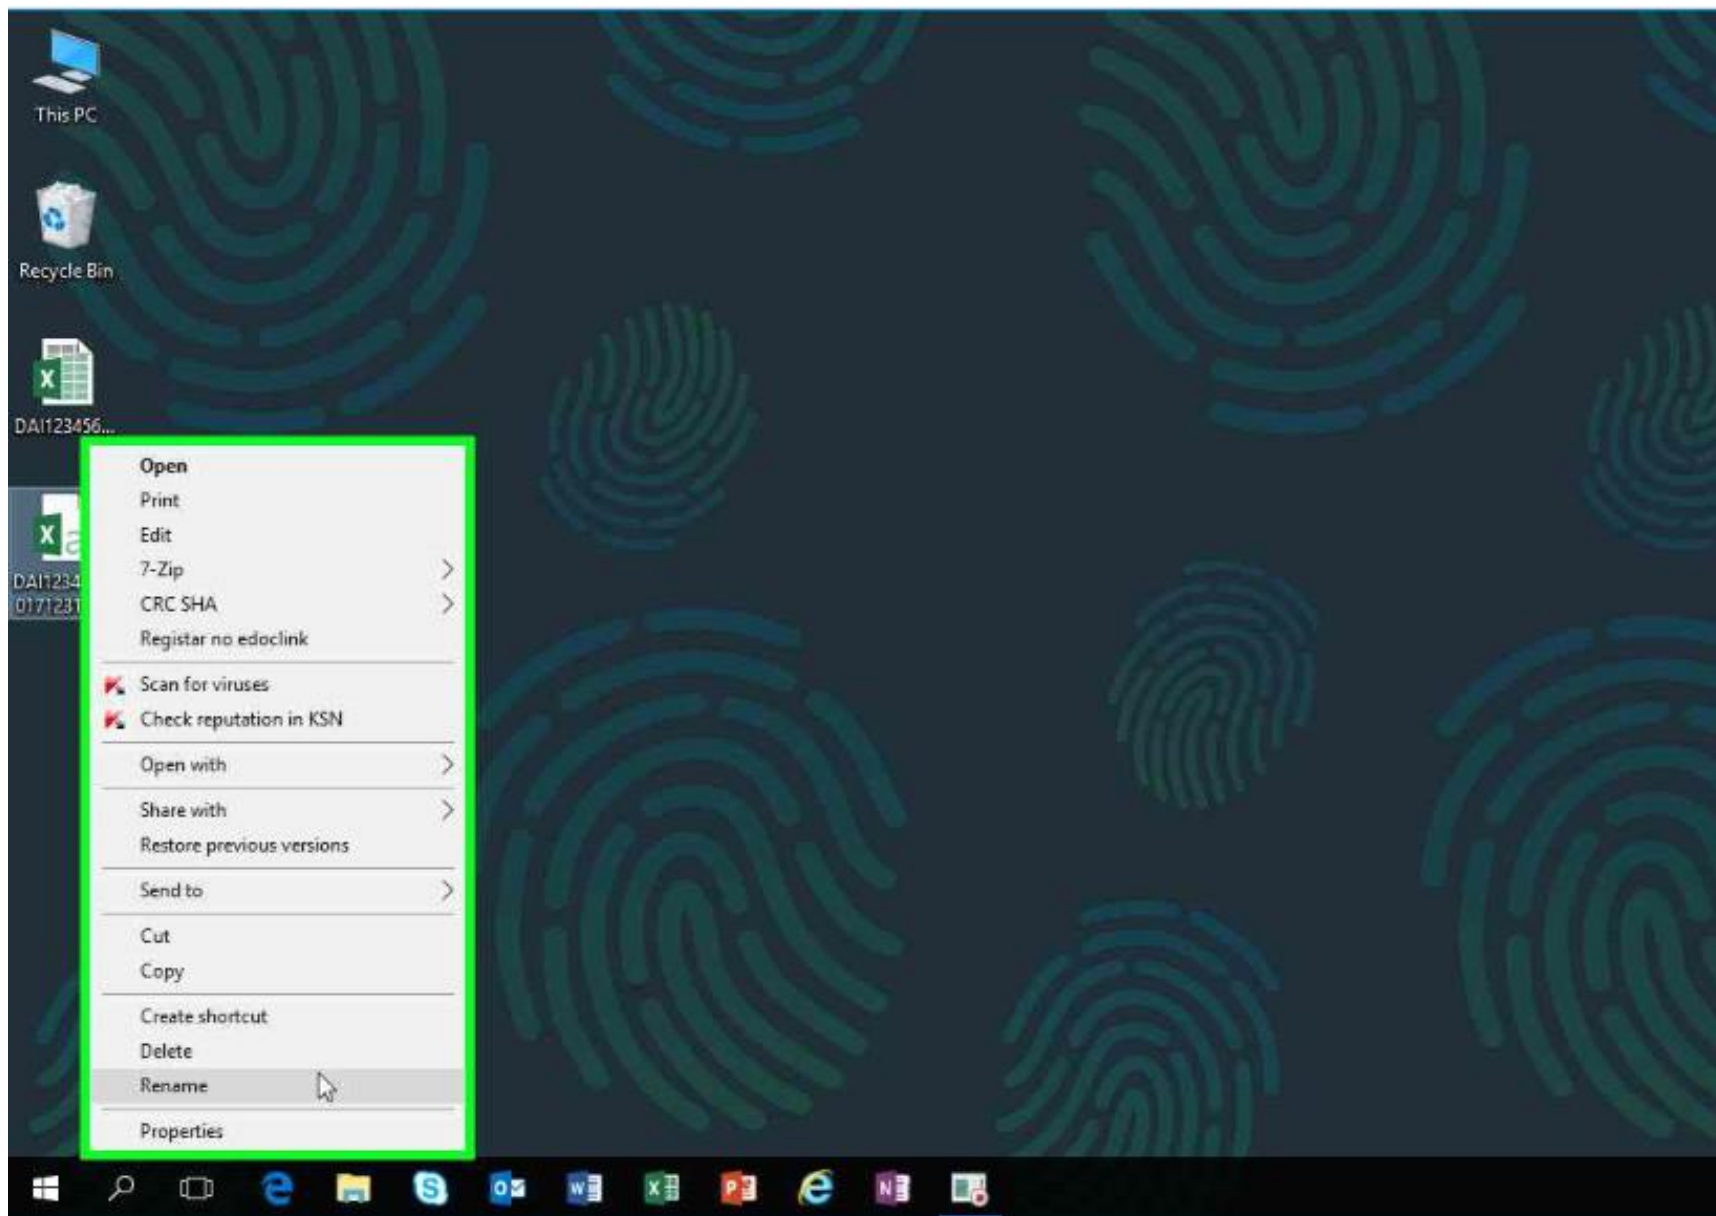 This PC
Recycle Bin
DAI123456...
DAI1234
0171231
Open
Print
Edit
7-Zip
CRC SHA
Registar no edoclink
Scan for viruses
Check reputation in KSN
Open with
Share with
Restore previous versions
Send to
Cut
Copy
Create shortcut
Delete
Rename
Properties